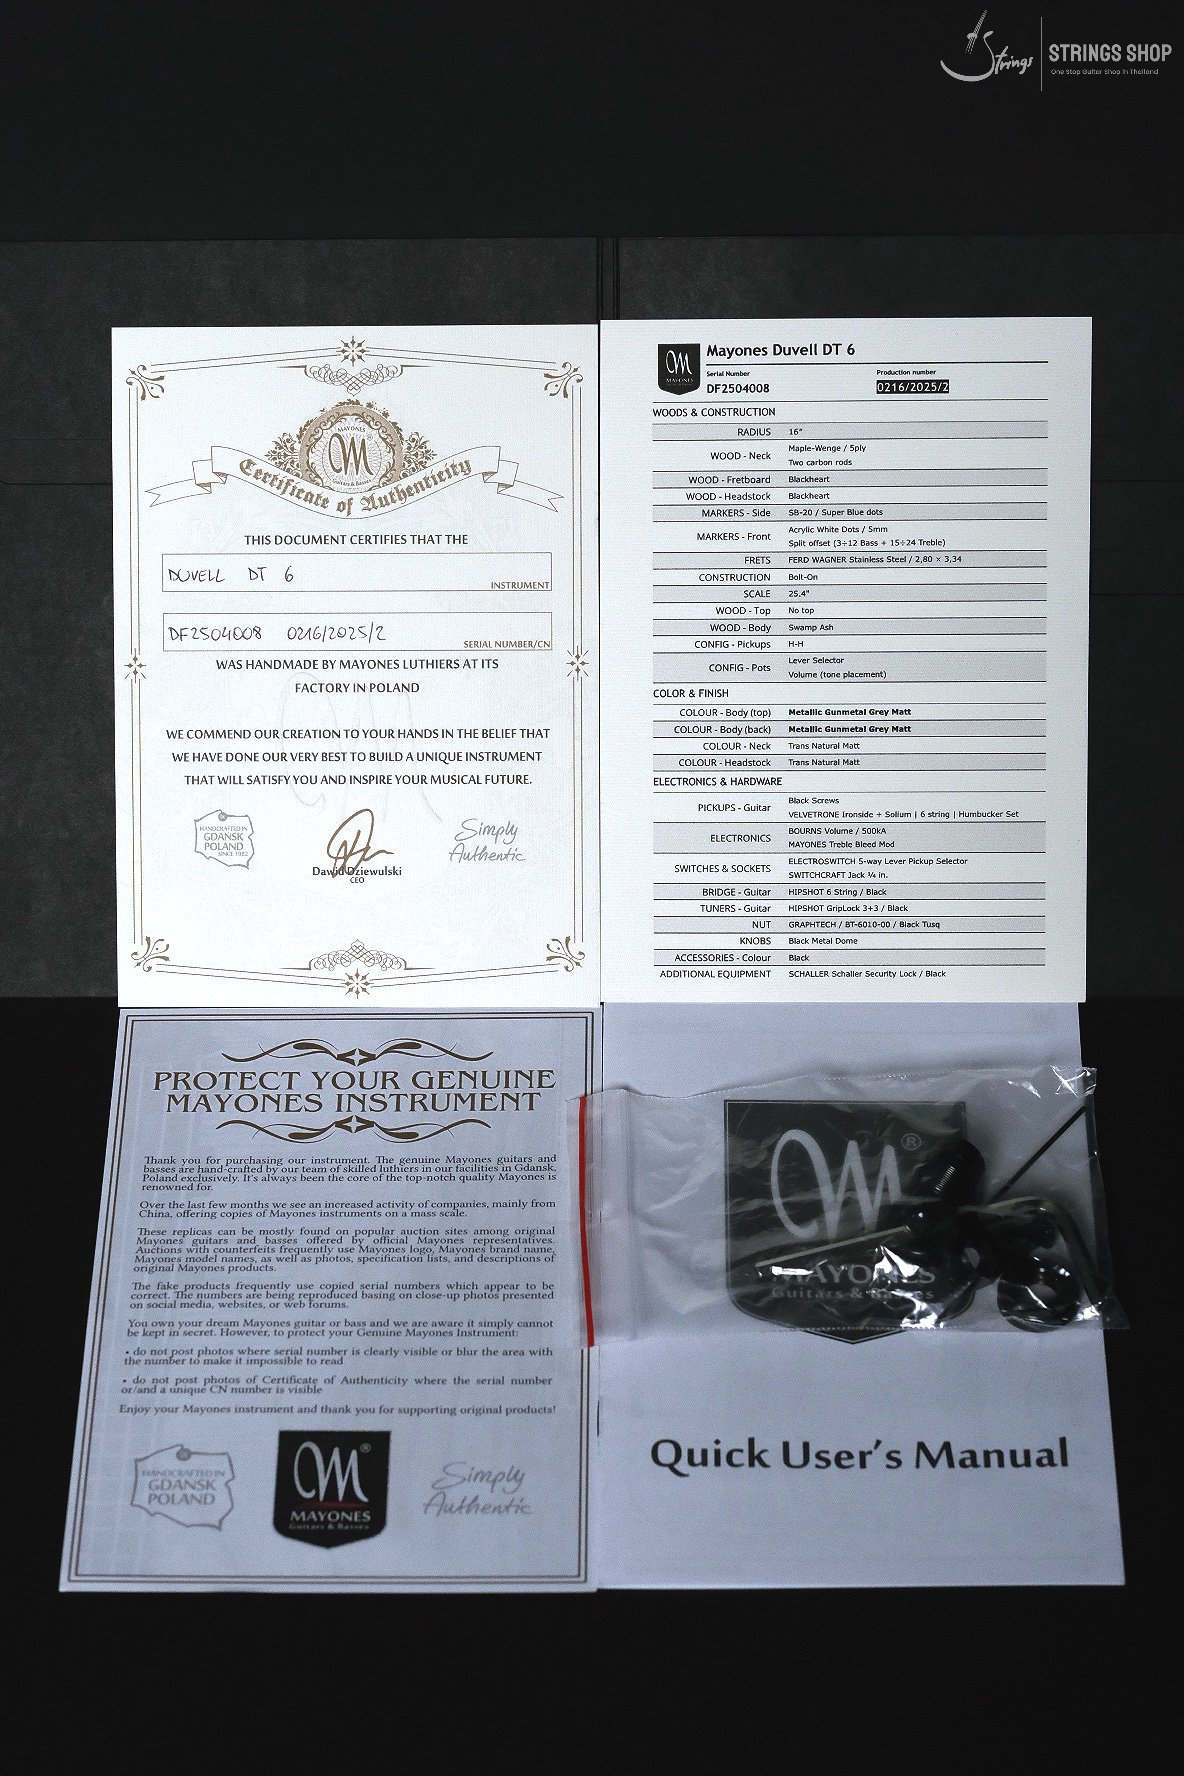 Strings
STRINGS SHOP
One Stop Guitar Shop in Thailand
MAYONES
M®
Guitars & Basses
Certificate of Authenticity
THIS DOCUMENT CERTIFIES THAT THE
DUVELL DT 6
INSTRUMENT
DF2504008 0216/2025/2
SERIAL NUMBER/CN
WAS HANDMADE BY MAYONES LUTHIERS AT ITS
FACTORY IN POLAND
WE COMMEND OUR CREATION TO YOUR HANDS IN THE BELIEF THAT
WE HAVE DONE OUR VERY BEST TO BUILD A UNIQUE INSTRUMENT
THAT WILL SATISFY YOU AND INSPIRE YOUR MUSICAL FUTURE.
HANDCRAFTED IN
GDANSK
POLAND
SINCE 1982
Dawid Dziewulski
CEO
Simply
Authentic
M
MAYONES
Mayones Duvell DT 6
Serial Number Production number
DF2504008 0216/2025/2
WOODS & CONSTRUCTION
RADIUS 16"
WOOD - Neck Maple-Wenge / 5ply
Two carbon rods
WOOD - Fretboard Blackheart
WOOD - Headstock Blackheart
MARKERS - Side SB-20 / Super Blue dots
MARKERS - Front Acrylic White Dots / 5mm
Split offset (3÷12 Bass + 15÷24 Treble)
FRETS FERD WAGNER Stainless Steel / 2,80 × 3,34
CONSTRUCTION Bolt-On
SCALE 25.4"
WOOD - Top No top
WOOD - Body Swamp Ash
CONFIG - Pickups H-H
CONFIG - Pots Lever Selector
Volume (tone placement)
COLOR & FINISH
COLOUR - Body (top) Metallic Gunmetal Grey Matt
COLOUR - Body (back) Metallic Gunmetal Grey Matt
COLOUR - Neck Trans Natural Matt
COLOUR - Headstock Trans Natural Matt
ELECTRONICS & HARDWARE
PICKUPS - Guitar Black Screws
VELVETRONE Ironside + Solium | 6 string | Humbucker Set
ELECTRONICS BOURNS Volume / 500kA
MAYONES Treble Bleed Mod
SWITCHES & SOCKETS ELECTROSWITCH 5-way Lever Pickup Selector
SWITCHCRAFT Jack ¼ in.
BRIDGE - Guitar HIPSHOT 6 String / Black
TUNERS - Guitar HIPSHOT GripLock 3+3 / Black
NUT GRAPHTECH / BT-6010-00 / Black Tusq
KNOBS Black Metal Dome
ACCESSORIES - Colour Black
ADDITIONAL EQUIPMENT SCHALLER Schaller Security Lock / Black
PROTECT YOUR GENUINE
MAYONES INSTRUMENT
Thank you for purchasing our instrument. The genuine Mayones guitars and
basses are hand-crafted by our team of skilled luthiers in our facilities in Gdansk,
Poland exclusively. It's always been the core of the top-notch quality Mayones is
renowned for.
Over the last few months we see an increased activity of companies, mainly from
China, offering copies of Mayones instruments on a mass scale.
These replicas can be mostly found on popular auction sites among original
Mayones guitars and basses offered by official Mayones representatives.
Auctions with counterfeits frequently use Mayones logo, Mayones brand name,
Mayones model names, as well as photos, specification lists, and descriptions of
original Mayones products.
The fake products frequently use copied serial numbers which appear to be
correct. The numbers are being reproduced basing on close-up photos presented
on social media, websites, or web forums.
You own your dream Mayones guitar or bass and we are aware it simply cannot
be kept in secret. However, to protect your Genuine Mayones Instrument:
• do not post photos where serial number is clearly visible or blur the area with
the number to make it impossible to read
• do not post photos of Certificate of Authenticity where the serial number
or/and a unique CN number is visible
Enjoy your Mayones instrument and thank you for supporting original products!
HANDCRAFTED IN
GDANSK
POLAND
M®
MAYONES
Guitars & Basses
Simply
Authentic
M®
MAYONES
Guitars & Basses
Quick User's Manual